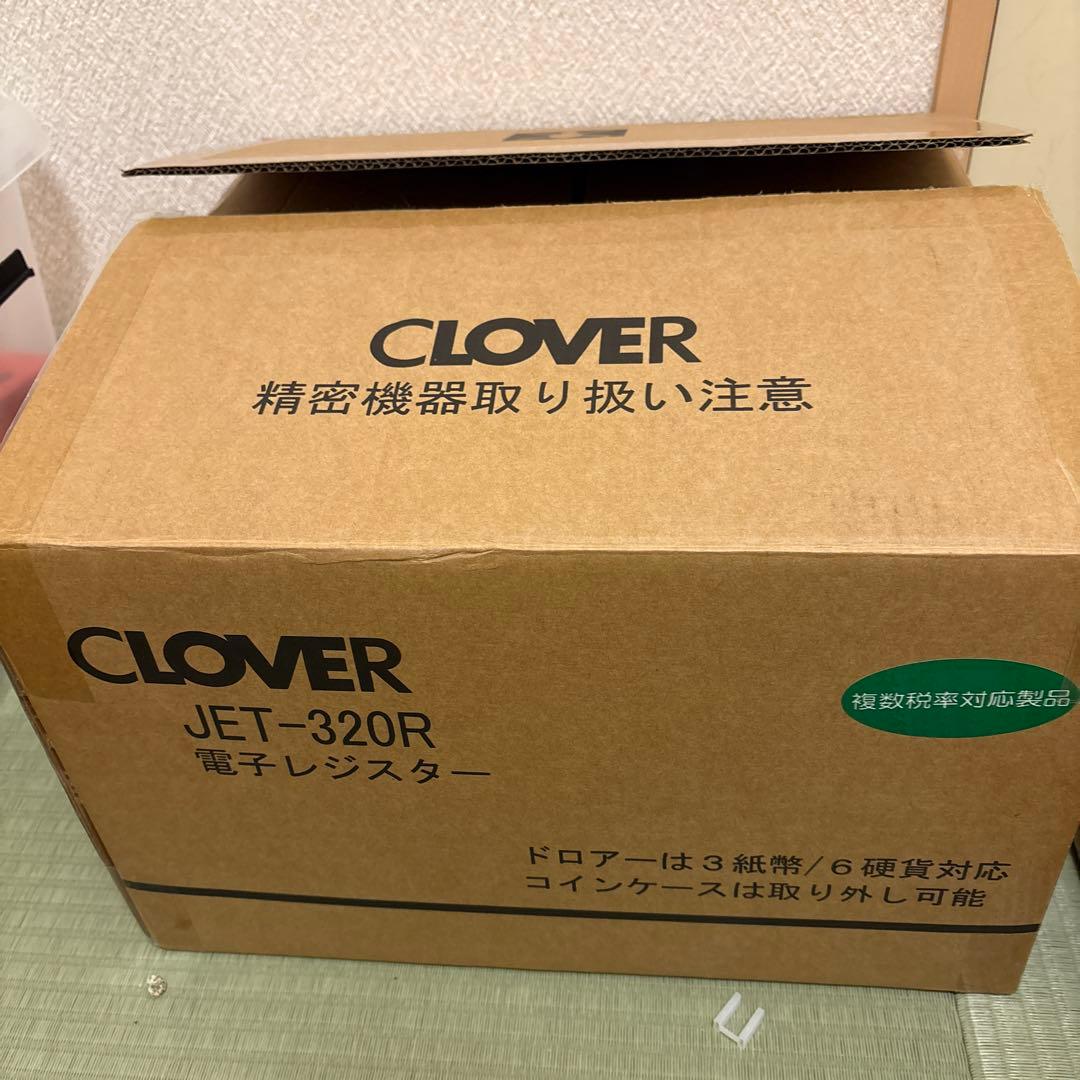 CLOVER
精密機器取り扱い注意
CLOVER
JET-320R
電子レジスター
複数税率対応製品
ドロアーは3紙幣/6硬貨対応
コインケースは取り外し可能